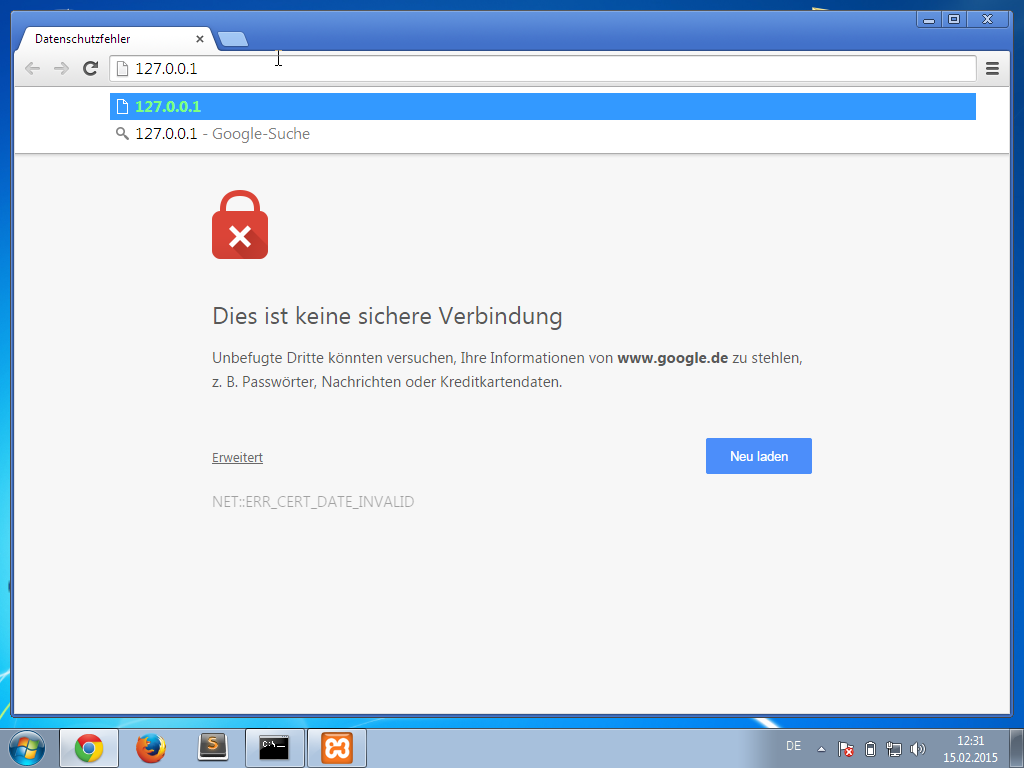 Datenschutzfehler
127.0.0.1
127.0.0.1
127.0.0.1 - Google-Suche
Dies ist keine sichere Verbindung
Unbefugte Dritte könnten versuchen, Ihre Informationen von www.google.de zu stehlen,
z. B. Passwörter, Nachrichten oder Kreditkartendaten.
Erweitert
Neu laden
NET::ERR_CERT_DATE_INVALID
S
C:\_
DE
12:31
15.02.2015